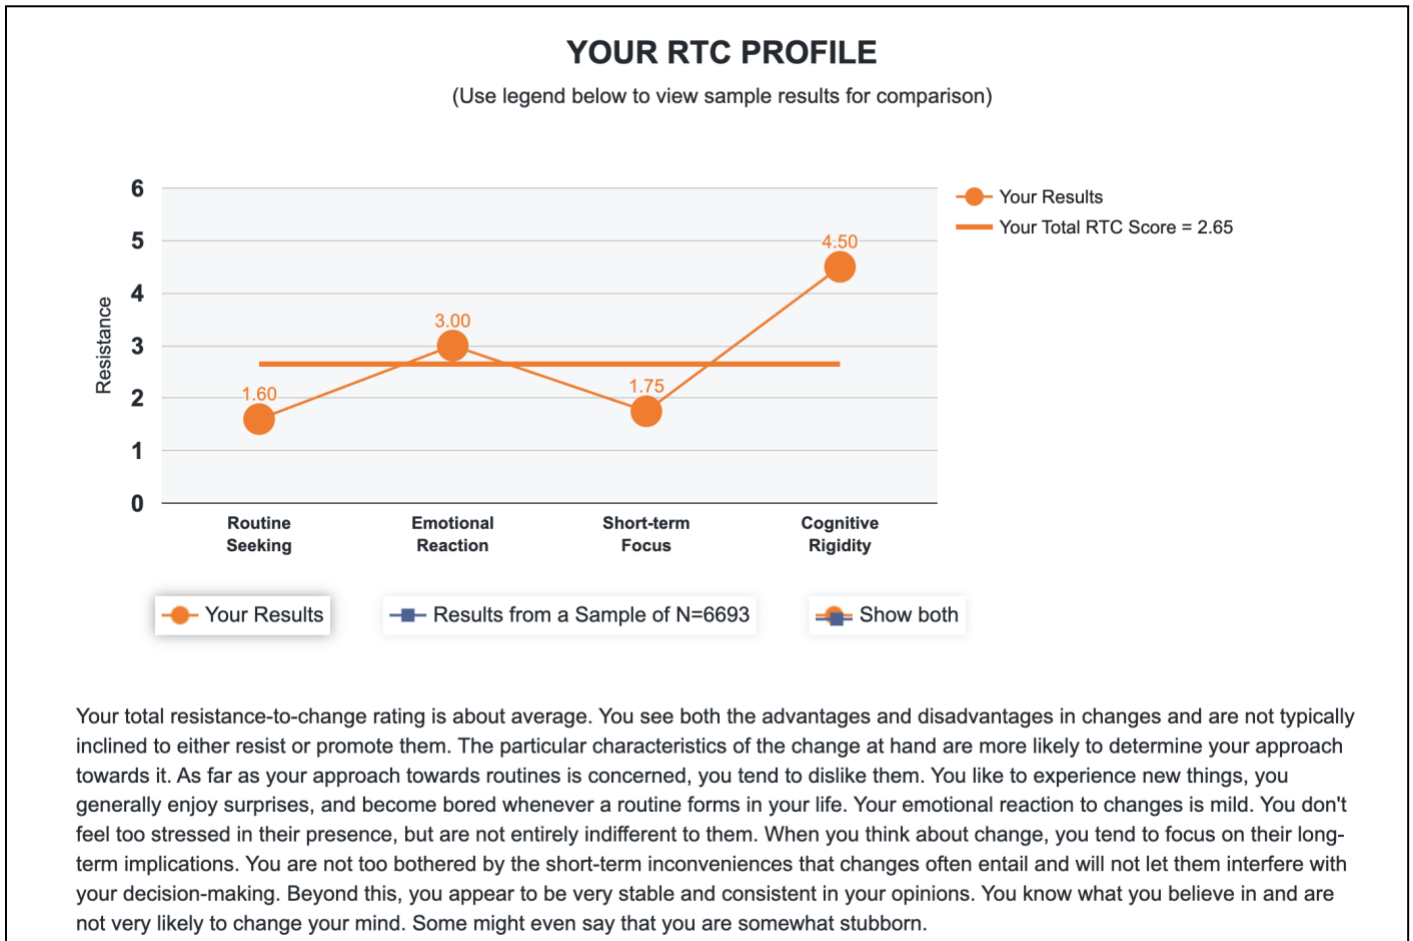 YOUR RTC PROFILE
(Use legend below to view sample results for comparison)
6
5
4
3
2
1
0
Resistance
1.60
3.00
1.75
4.50
Routine
Seeking
Emotional
Reaction
Short-term
Focus
Cognitive
Rigidity
Your Results
Your Total RTC Score = 2.65
Your Results
Results from a Sample of N=6693
Show both
Your total resistance-to-change rating is about average. You see both the advantages and disadvantages in changes and are not typically
inclined to either resist or promote them. The particular characteristics of the change at hand are more likely to determine your approach
towards it. As far as your approach towards routines is concerned, you tend to dislike them. You like to experience new things, you
generally enjoy surprises, and become bored whenever a routine forms in your life. Your emotional reaction to changes is mild. You don't
feel too stressed in their presence, but are not entirely indifferent to them. When you think about change, you tend to focus on their long-
term implications. You are not too bothered by the short-term inconveniences that changes often entail and will not let them interfere with
your decision-making. Beyond this, you appear to be very stable and consistent in your opinions. You know what you believe in and are
not very likely to change your mind. Some might even say that you are somewhat stubborn.